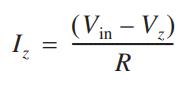 I_z = (V_in – V_z) / R